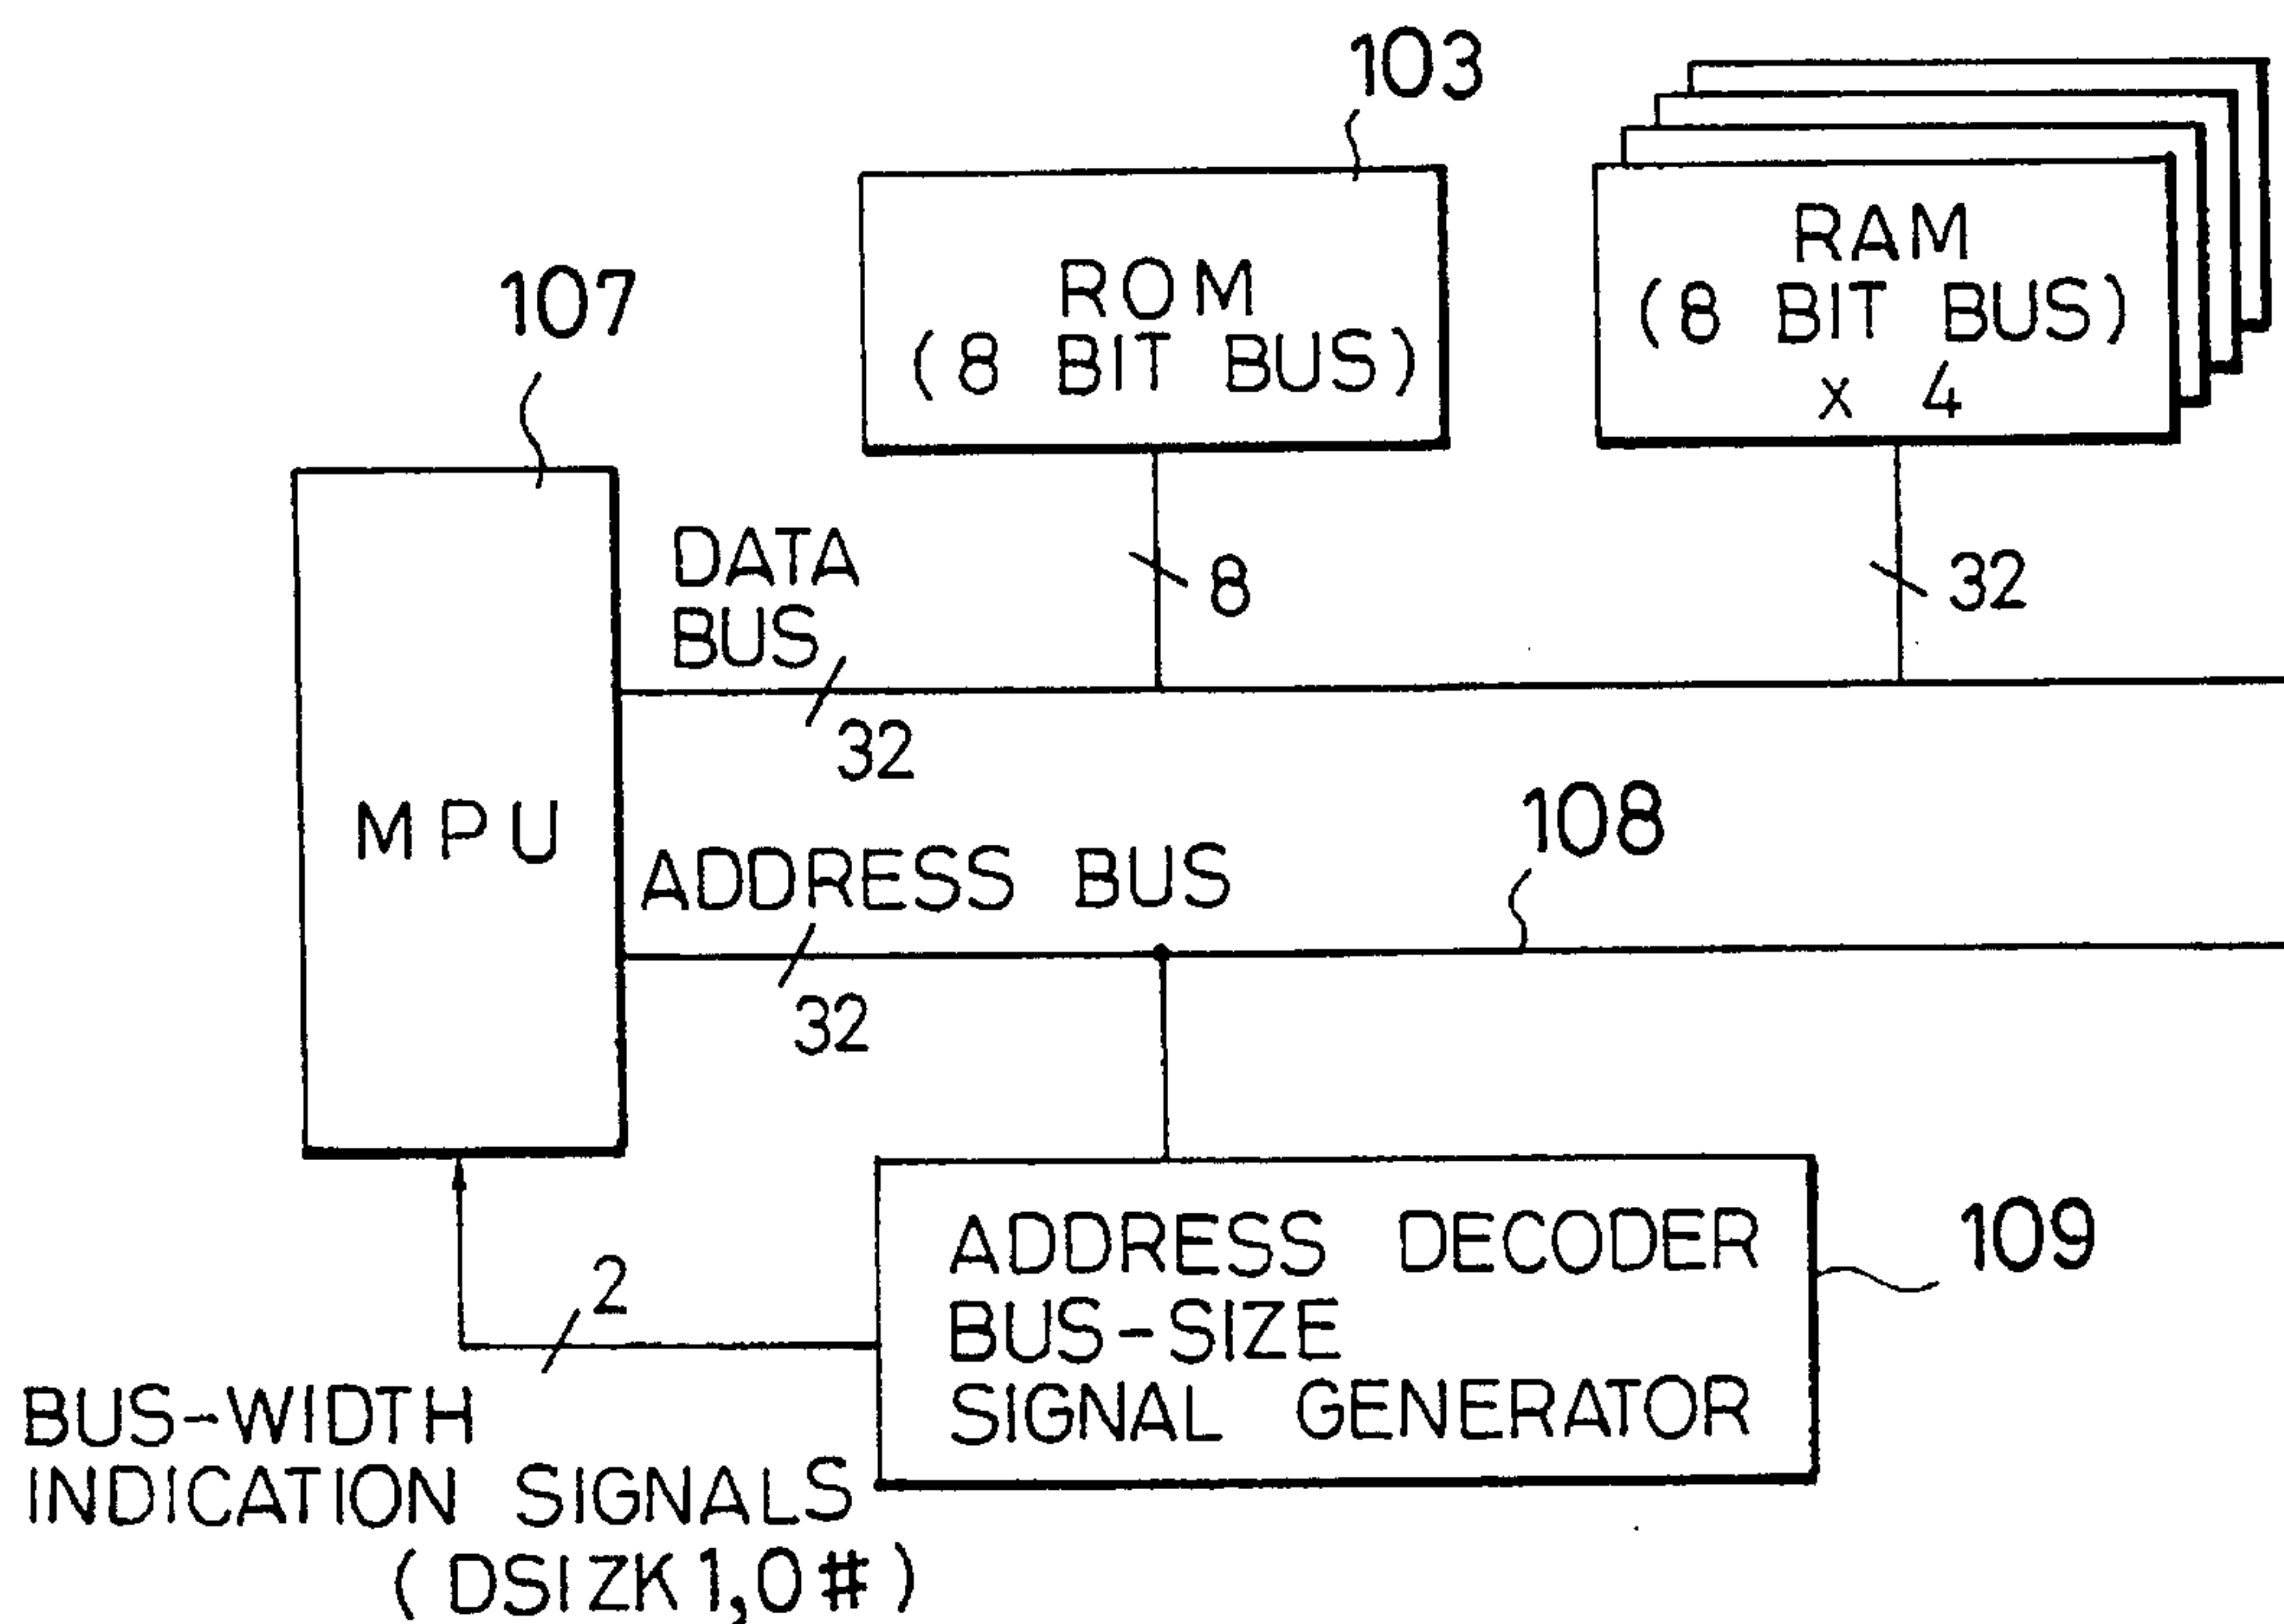 103
ROM
(8 BIT BUS)
RAM
(8 BIT BUS)
x 4
107
MPU
DATA
BUS
32
8
32
ADDRESS BUS
32
108
ADDRESS DECODER
BUS-SIZE
SIGNAL GENERATOR
109
2
BUS-WIDTH
INDICATION SIGNALS
(DSIZK1,0#)